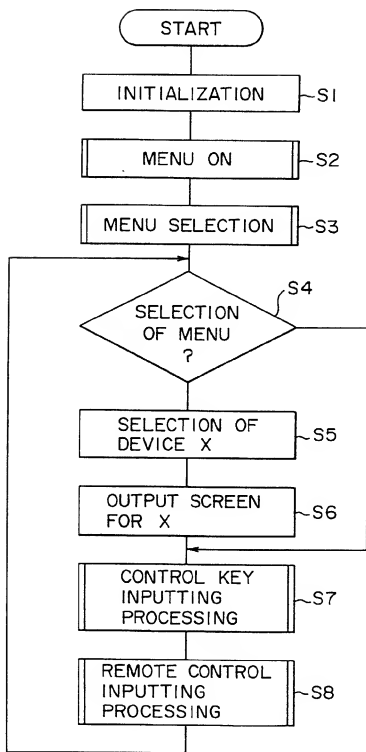 START
INITIALIZATION
S1
MENU ON
S2
MENU SELECTION
S3
S4
SELECTION
OF MENU
?
SELECTION OF
DEVICE X
S5
OUTPUT SCREEN
FOR X
S6
CONTROL KEY
INPUTTING
PROCESSING
S7
REMOTE CONTROL
INPUTTING
PROCESSING
S8